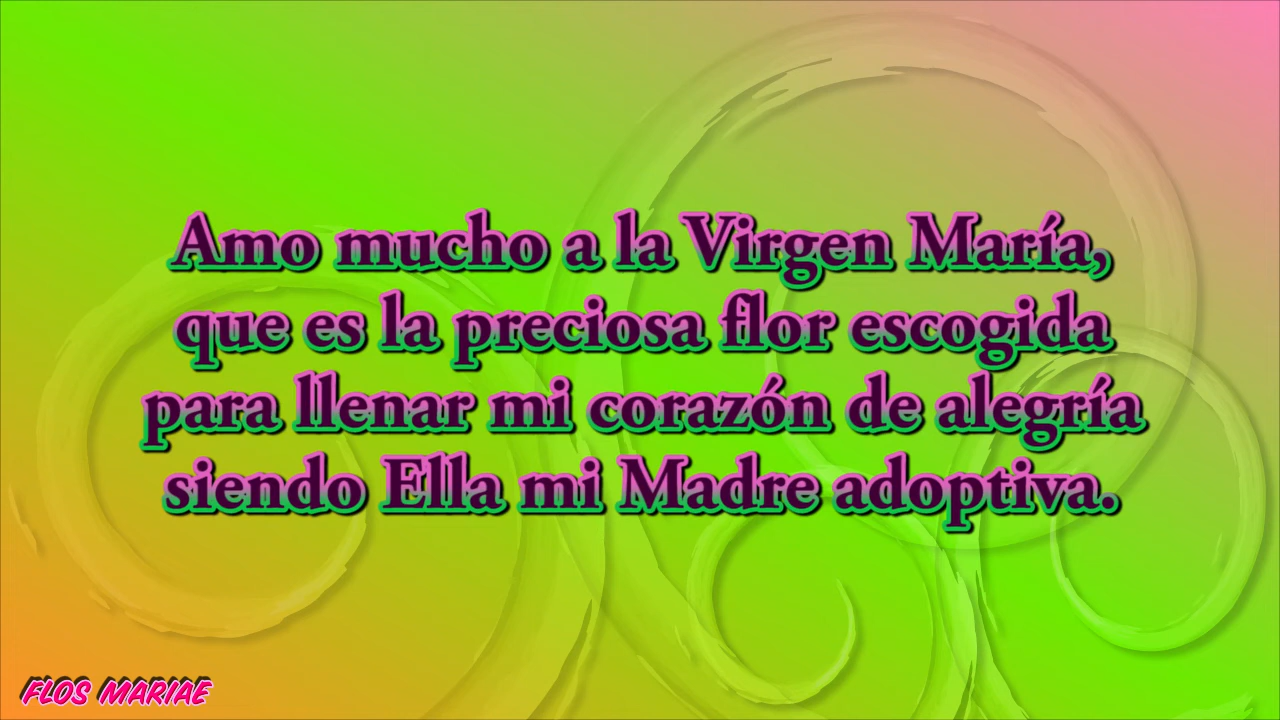 Amo mucho a la Virgen María,
que es la preciosa flor escogida
para llenar mi corazón de alegría
siendo Ella mi Madre adoptiva.
FLOS MARIAE